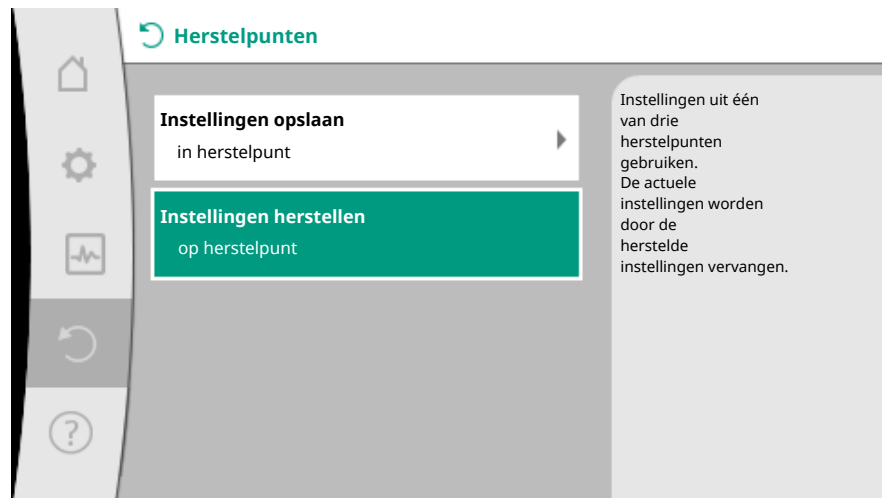 Herstelpunten
Instellingen opslaan
in herstelpunt
Instellingen herstellen
op herstelpunt
Instellingen uit één
van drie
herstelpunten
gebruiken.
De actuele
instellingen worden
door de
herstelde
instellingen vervangen.
?